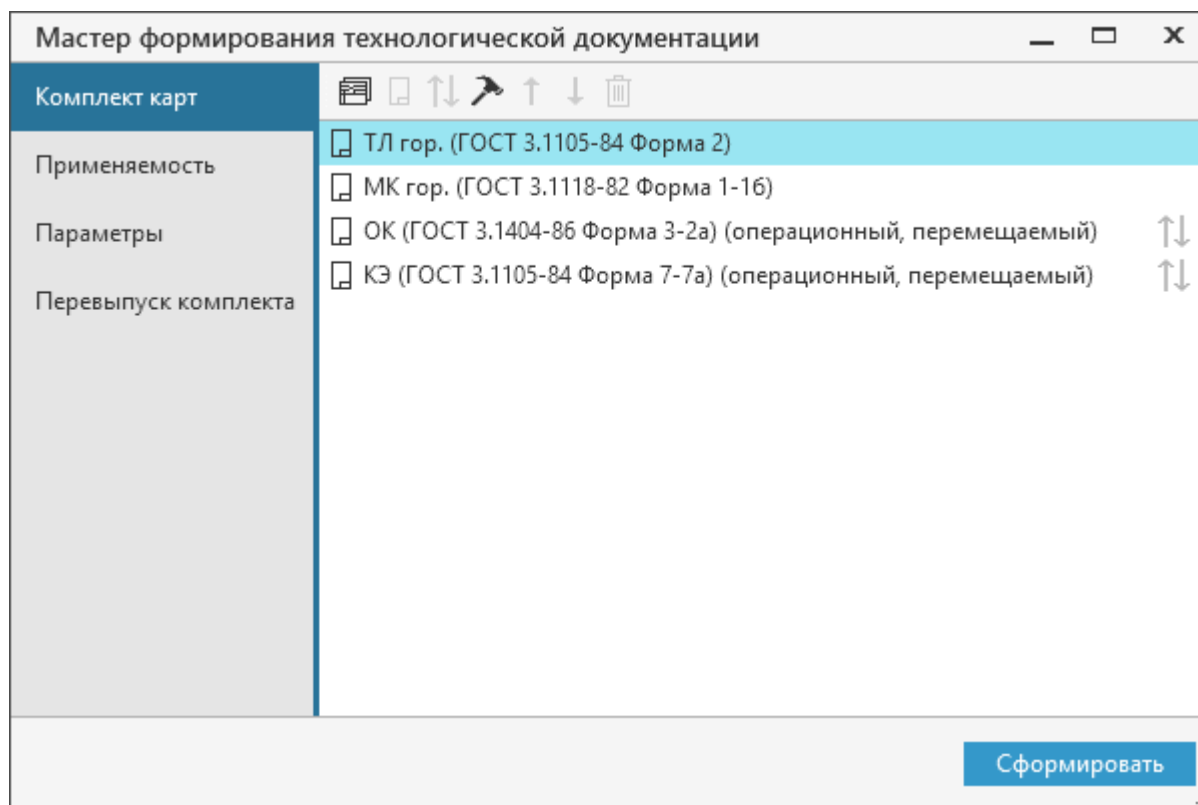 Мастер формирования технологической документации
Комплект карт
Применяемость
Параметры
Перевыпуск комплекта
ТЛ гор. (ГОСТ 3.1105-84 Форма 2)
МК гор. (ГОСТ 3.1118-82 Форма 1-16)
ОК (ГОСТ 3.1404-86 Форма 3-2а) (операционный, перемещаемый)
КЭ (ГОСТ 3.1105-84 Форма 7-7а) (операционный, перемещаемый)
Сформировать